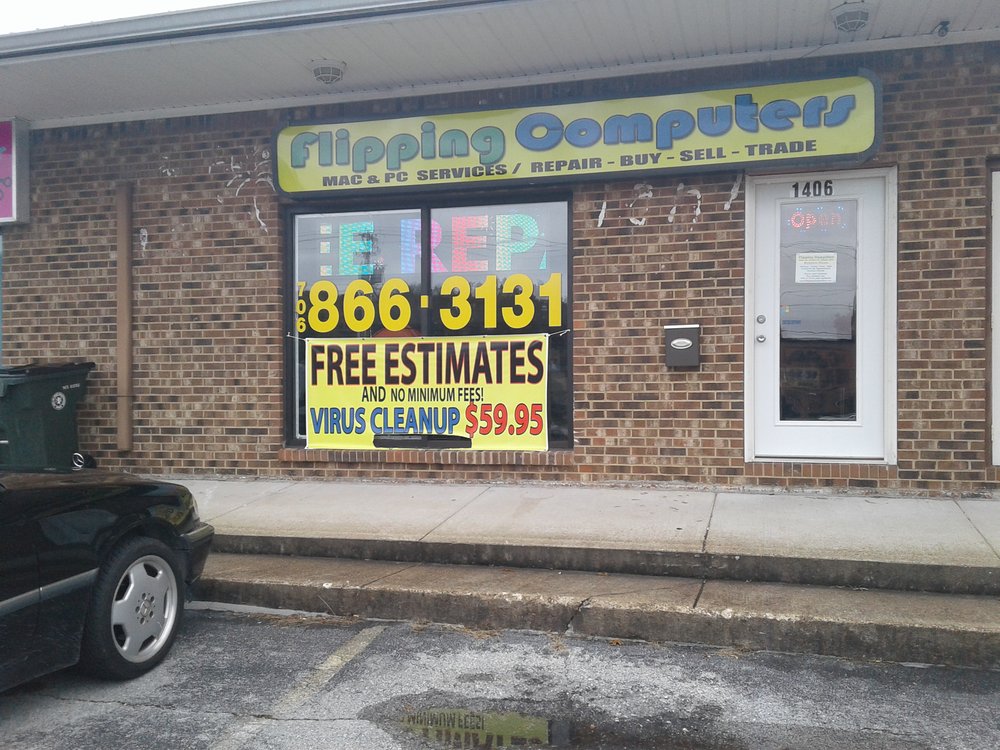 Flipping Computers
MAC & PC SERVICES / REPAIR - BUY - SELL - TRADE
1406
Open
E. REPA
706
866-3131
FREE ESTIMATES
AND NO MINIMUM FEES!
VIRUS CLEANUP $59.95